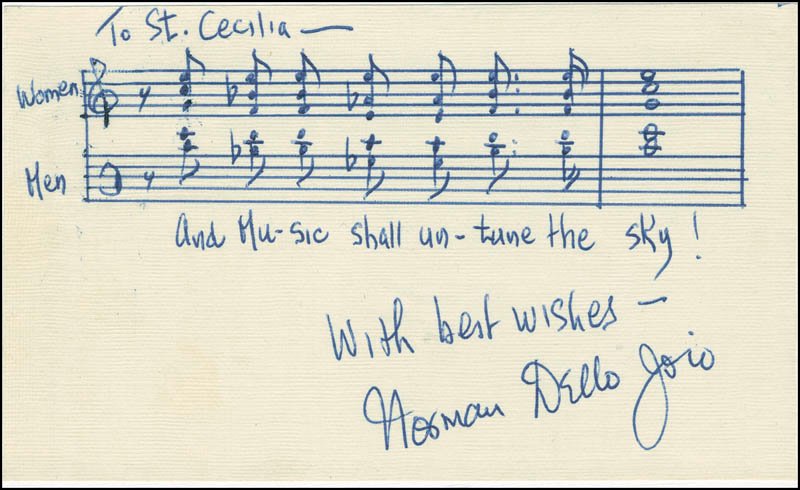 To St. Cecilia —
Women
Men
And Mu-sic shall un-tune the sky!
With best wishes —
Norman Dello Joio